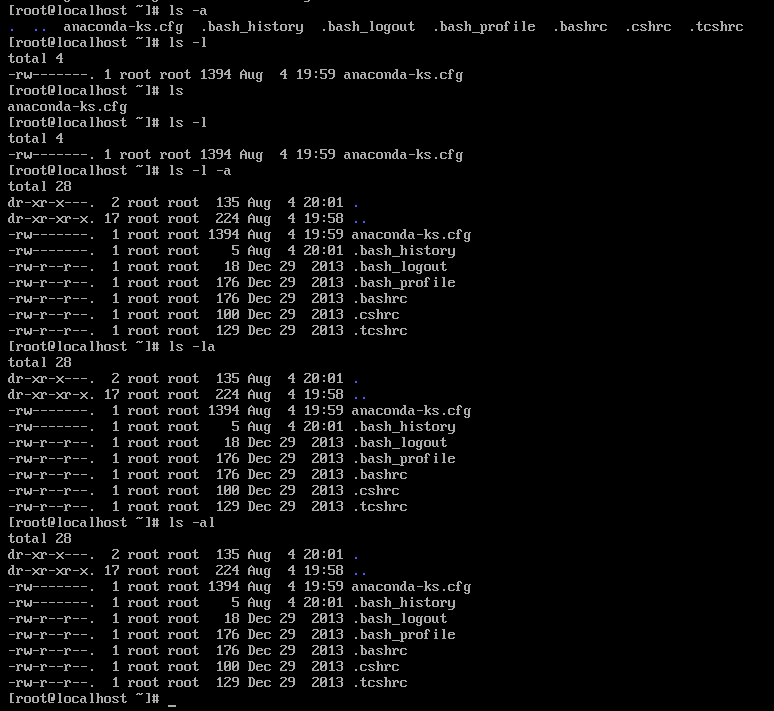 [root@localhost ~]# ls -a
.  ..  anaconda-ks.cfg  .bash_history  .bash_logout  .bash_profile  .bashrc  .cshrc  .tcshrc
[root@localhost ~]# ls -l
total 4
-rw-------. 1 root root 1394 Aug  4 19:59 anaconda-ks.cfg
[root@localhost ~]# ls
anaconda-ks.cfg
[root@localhost ~]# ls -l
total 4
-rw-------. 1 root root 1394 Aug  4 19:59 anaconda-ks.cfg
[root@localhost ~]# ls -l -a
total 28
dr-xr-x---.  2 root root  135 Aug  4 20:01 .
dr-xr-xr-x. 17 root root  224 Aug  4 19:58 ..
-rw-------.  1 root root 1394 Aug  4 19:59 anaconda-ks.cfg
-rw-------.  1 root root    5 Aug  4 20:01 .bash_history
-rw-r--r--.  1 root root   18 Dec 29  2013 .bash_logout
-rw-r--r--.  1 root root  176 Dec 29  2013 .bash_profile
-rw-r--r--.  1 root root  176 Dec 29  2013 .bashrc
-rw-r--r--.  1 root root  100 Dec 29  2013 .cshrc
-rw-r--r--.  1 root root  129 Dec 29  2013 .tcshrc
[root@localhost ~]# ls -la
total 28
dr-xr-x---.  2 root root  135 Aug  4 20:01 .
dr-xr-xr-x. 17 root root  224 Aug  4 19:58 ..
-rw-------.  1 root root 1394 Aug  4 19:59 anaconda-ks.cfg
-rw-------.  1 root root    5 Aug  4 20:01 .bash_history
-rw-r--r--.  1 root root   18 Dec 29  2013 .bash_logout
-rw-r--r--.  1 root root  176 Dec 29  2013 .bash_profile
-rw-r--r--.  1 root root  176 Dec 29  2013 .bashrc
-rw-r--r--.  1 root root  100 Dec 29  2013 .cshrc
-rw-r--r--.  1 root root  129 Dec 29  2013 .tcshrc
[root@localhost ~]# ls -al
total 28
dr-xr-x---.  2 root root  135 Aug  4 20:01 .
dr-xr-xr-x. 17 root root  224 Aug  4 19:58 ..
-rw-------.  1 root root 1394 Aug  4 19:59 anaconda-ks.cfg
-rw-------.  1 root root    5 Aug  4 20:01 .bash_history
-rw-r--r--.  1 root root   18 Dec 29  2013 .bash_logout
-rw-r--r--.  1 root root  176 Dec 29  2013 .bash_profile
-rw-r--r--.  1 root root  176 Dec 29  2013 .bashrc
-rw-r--r--.  1 root root  100 Dec 29  2013 .cshrc
-rw-r--r--.  1 root root  129 Dec 29  2013 .tcshrc
[root@localhost ~]# _